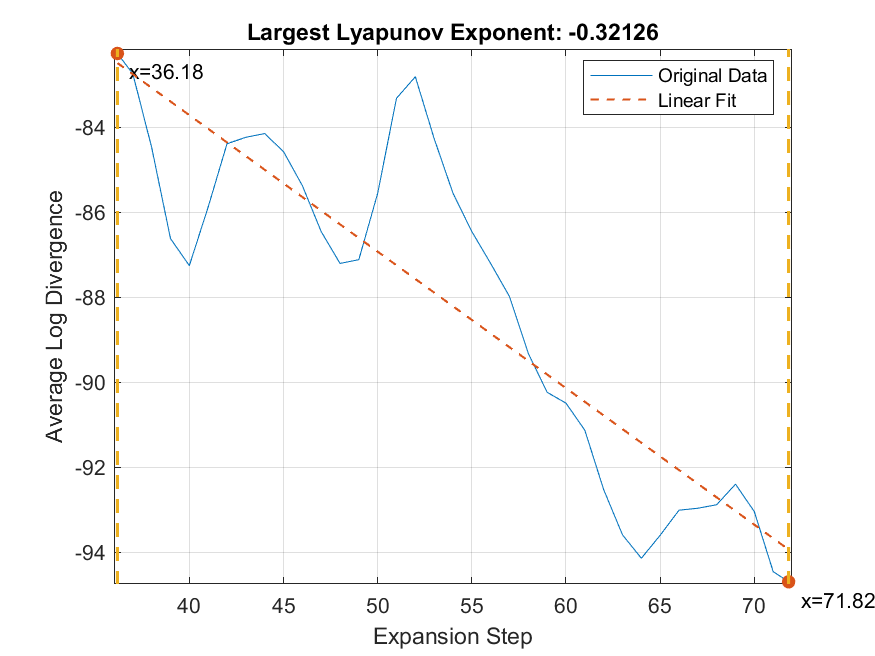 Largest Lyapunov Exponent: -0.32126
x=36.18
Original Data
Linear Fit
-84
-86
-88
-90
-92
-94
Average Log Divergence
x=71.82
40 45 50 55 60 65 70
Expansion Step